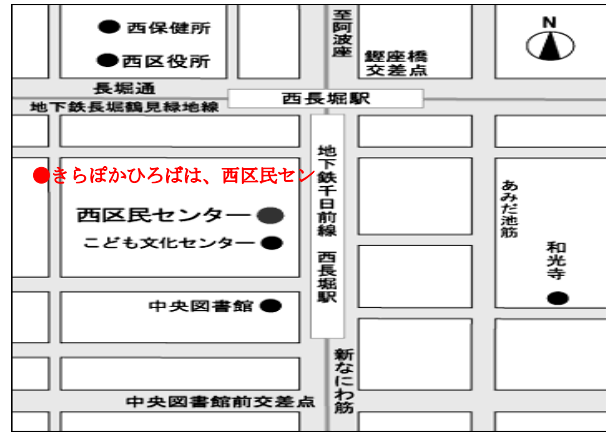 西保健所
西区役所
至阿波座
鰹座橋
交差点
N
長堀通
西長堀駅
地下鉄長堀鶴見緑地線
きらぽかひろばは、西区民セン
地下鉄千日前線 西長堀駅
あみだ池筋
西区民センター
こども文化センター
和光寺
中央図書館
新なにわ筋
中央図書館前交差点